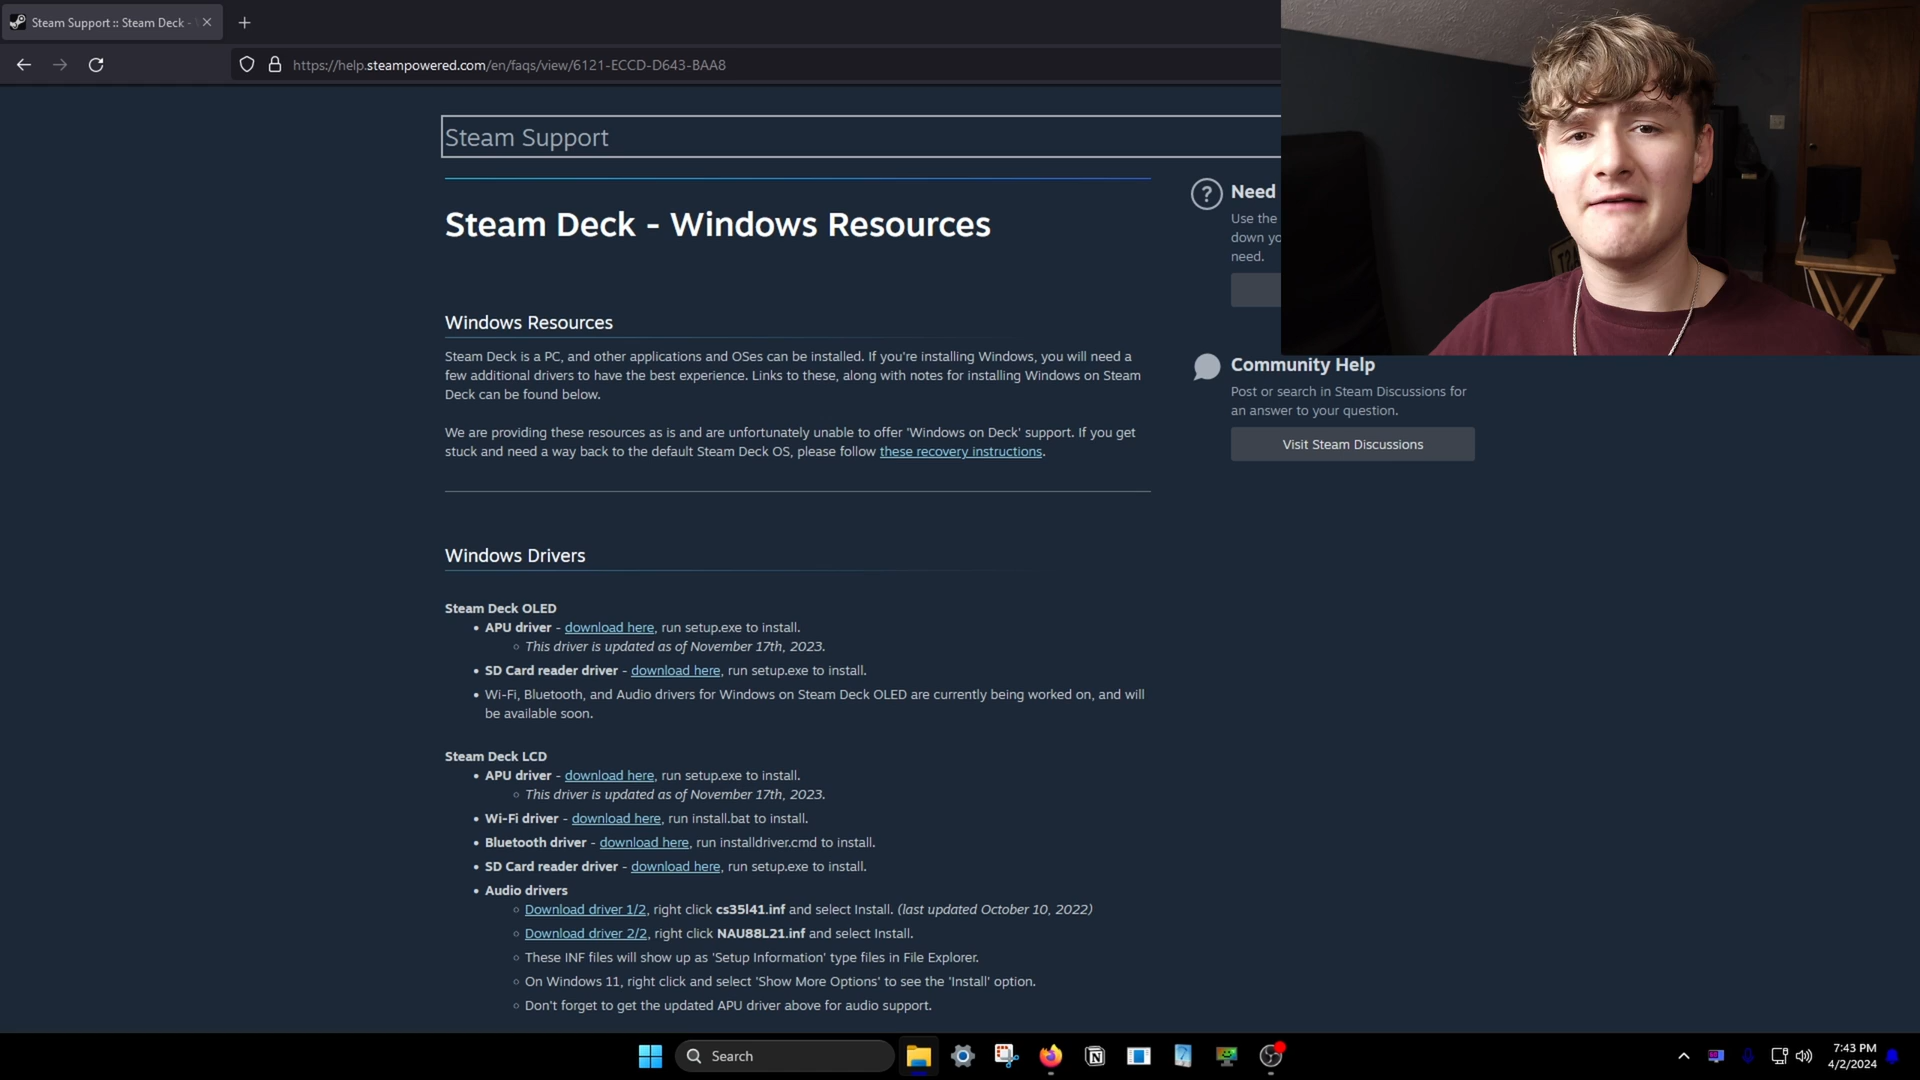 Steam Support :: Steam Deck -
https://help.steampowered.com/en/faqs/view/6121-ECCD-D643-BAA8
Steam Support
Steam Deck - Windows Resources
Windows Resources
Steam Deck is a PC, and other applications and OSes can be installed. If you're installing Windows, you will need a
few additional drivers to have the best experience. Links to these, along with notes for installing Windows on Steam
Deck can be found below.
We are providing these resources as is and are unfortunately unable to offer 'Windows on Deck' support. If you get
stuck and need a way back to the default Steam Deck OS, please follow these recovery instructions.
Windows Drivers
Steam Deck OLED
• APU driver - download here, run setup.exe to install.
○ This driver is updated as of November 17th, 2023.
• SD Card reader driver - download here, run setup.exe to install.
• Wi-Fi, Bluetooth, and Audio drivers for Windows on Steam Deck OLED are currently being worked on, and will
be available soon.
Steam Deck LCD
• APU driver - download here, run setup.exe to install.
○ This driver is updated as of November 17th, 2023.
• Wi-Fi driver - download here, run install.bat to install.
• Bluetooth driver - download here, run installdriver.cmd to install.
• SD Card reader driver - download here, run setup.exe to install.
• Audio drivers
○ Download driver 1/2, right click cs35l41.inf and select Install. (last updated October 10, 2022)
○ Download driver 2/2, right click NAU88L21.inf and select Install.
○ These INF files will show up as 'Setup Information' type files in File Explorer.
○ On Windows 11, right click and select 'Show More Options' to see the 'Install' option.
○ Don't forget to get the updated APU driver above for audio support.
Need
Use the
down yo
need.
Community Help
Post or search in Steam Discussions for
an answer to your question.
Visit Steam Discussions
Search
7:43 PM
4/2/2024